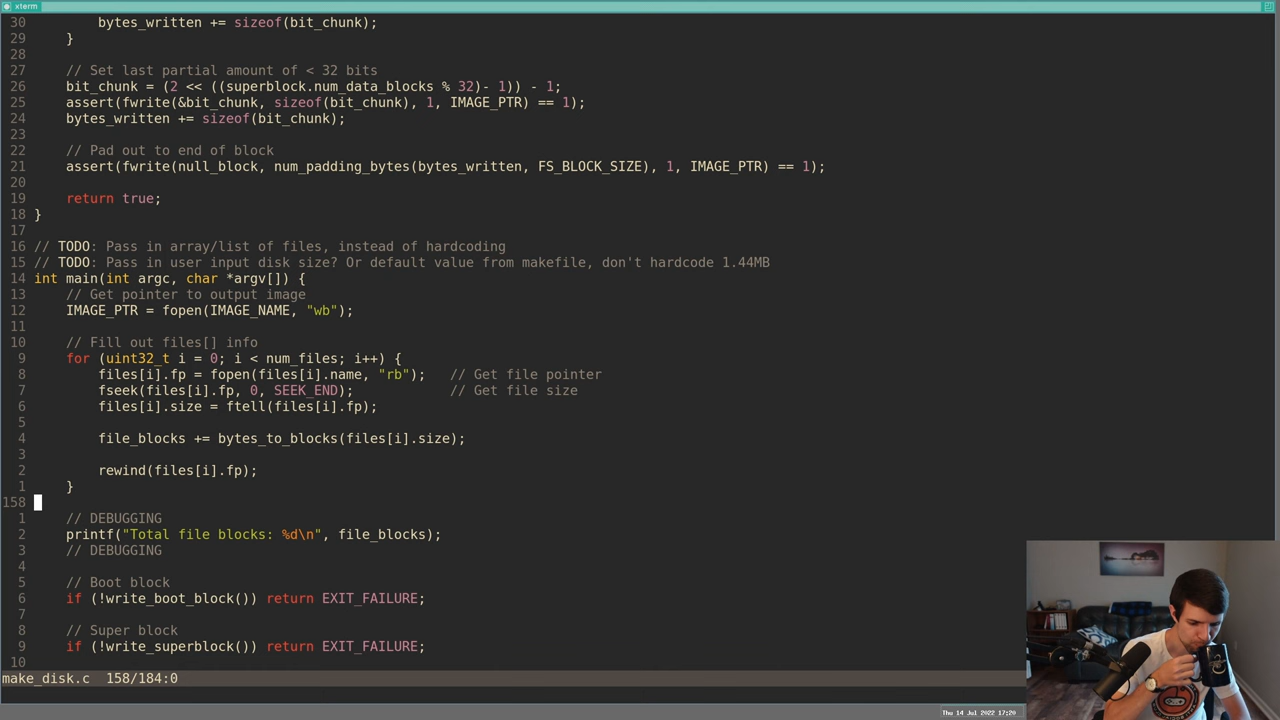 xterm
30         bytes_written += sizeof(bit_chunk);
29     }
28
27     // Set last partial amount of < 32 bits
26     bit_chunk = (2 << ((superblock.num_data_blocks % 32)- 1)) - 1;
25     assert(fwrite(&bit_chunk, sizeof(bit_chunk), 1, IMAGE_PTR) == 1);
24     bytes_written += sizeof(bit_chunk);
23
22     // Pad out to end of block
21     assert(fwrite(null_block, num_padding_bytes(bytes_written, FS_BLOCK_SIZE), 1, IMAGE_PTR) == 1);
20
19     return true;
18 }
17
16 // TODO: Pass in array/list of files, instead of hardcoding
15 // TODO: Pass in user input disk size? Or default value from makefile, don't hardcode 1.44MB
14 int main(int argc, char *argv[]) {
13     // Get pointer to output image
12     IMAGE_PTR = fopen(IMAGE_NAME, "wb");
11
10     // Fill out files[] info
9     for (uint32_t i = 0; i < num_files; i++) {
8         files[i].fp = fopen(files[i].name, "rb");   // Get file pointer
7         fseek(files[i].fp, 0, SEEK_END);            // Get file size
6         files[i].size = ftell(files[i].fp);
5
4         file_blocks += bytes_to_blocks(files[i].size);
3
2         rewind(files[i].fp);
1     }
158
1     // DEBUGGING
2     printf("Total file blocks: %d\n", file_blocks);
3     // DEBUGGING
4
5     // Boot block
6     if (!write_boot_block()) return EXIT_FAILURE;
7
8     // Super block
9     if (!write_superblock()) return EXIT_FAILURE;
10
make_disk.c  158/184:0
Thu 14 Jul 2022 17:20